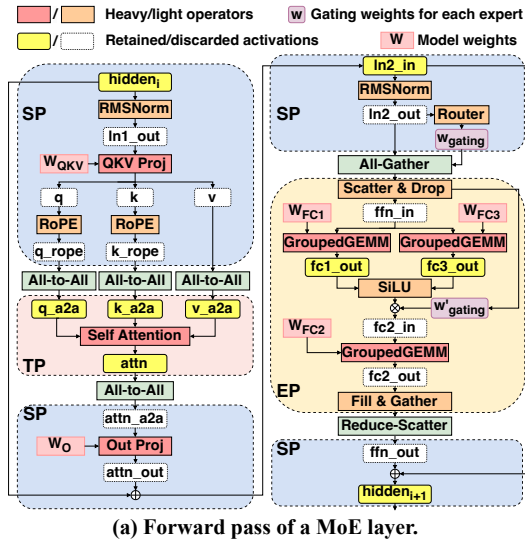 / Heavy/light operators
w Gating weights for each expert
/ Retained/discarded activations
W Model weights
hidden_i
SP
RMSNorm
ln1_out
W_QKV
QKV Proj
q k v
RoPE RoPE
q_rope k_rope
All-to-All All-to-All All-to-All
q_a2a k_a2a v_a2a
Self Attention
attn
TP
All-to-All
SP
attn_a2a
W_O
Out Proj
attn_out
ln2_in
RMSNorm
SP
ln2_out
Router
w_gating
All-Gather
Scatter & Drop
ffn_in
W_FC1 W_FC3
GroupedGEMM GroupedGEMM
fc1_out fc3_out
SiLU
w'_gating
fc2_in
W_FC2
GroupedGEMM
fc2_out
EP
Fill & Gather
Reduce-Scatter
SP
ffn_out
hidden_i+1
(a) Forward pass of a MoE layer.